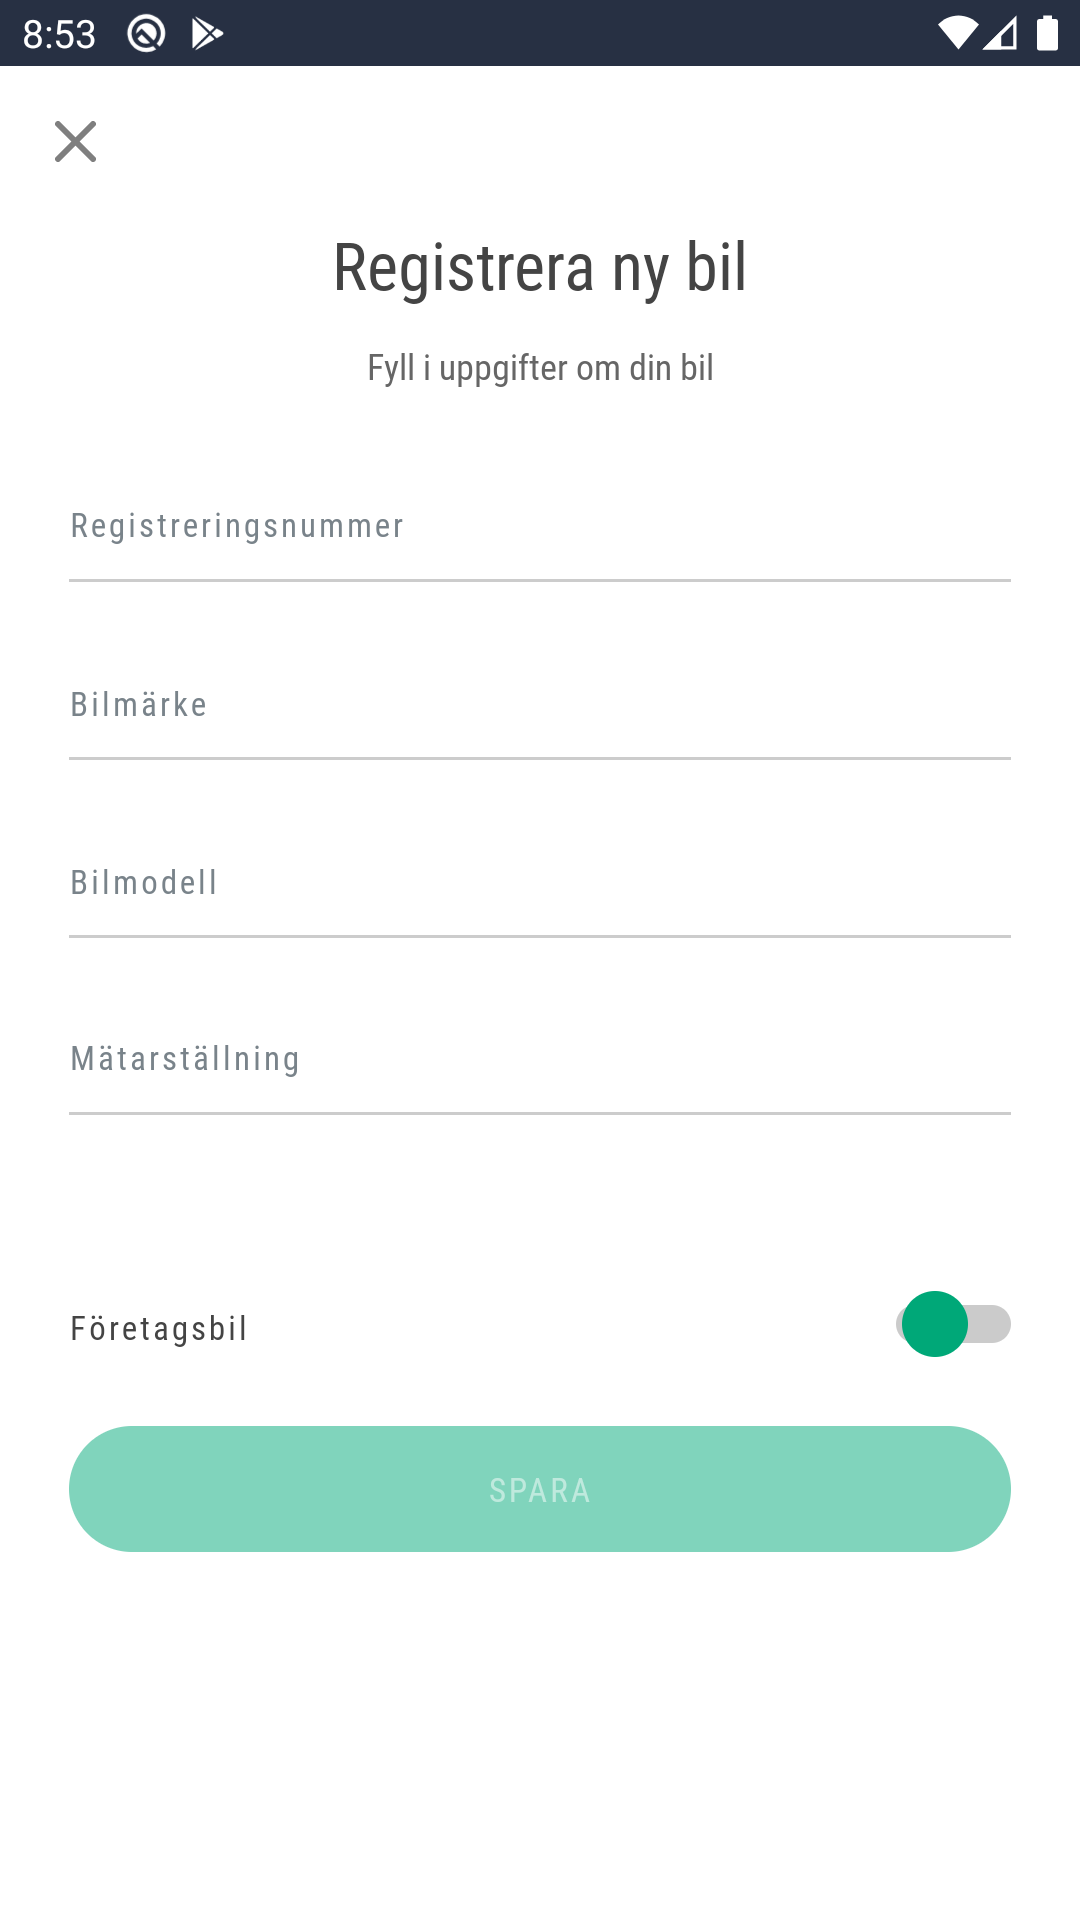 8:53
Registrera ny bil
Fyll i uppgifter om din bil
Registreringsnummer
Bilmärke
Bilmodell
Mätarställning
Företagsbil
SPARA